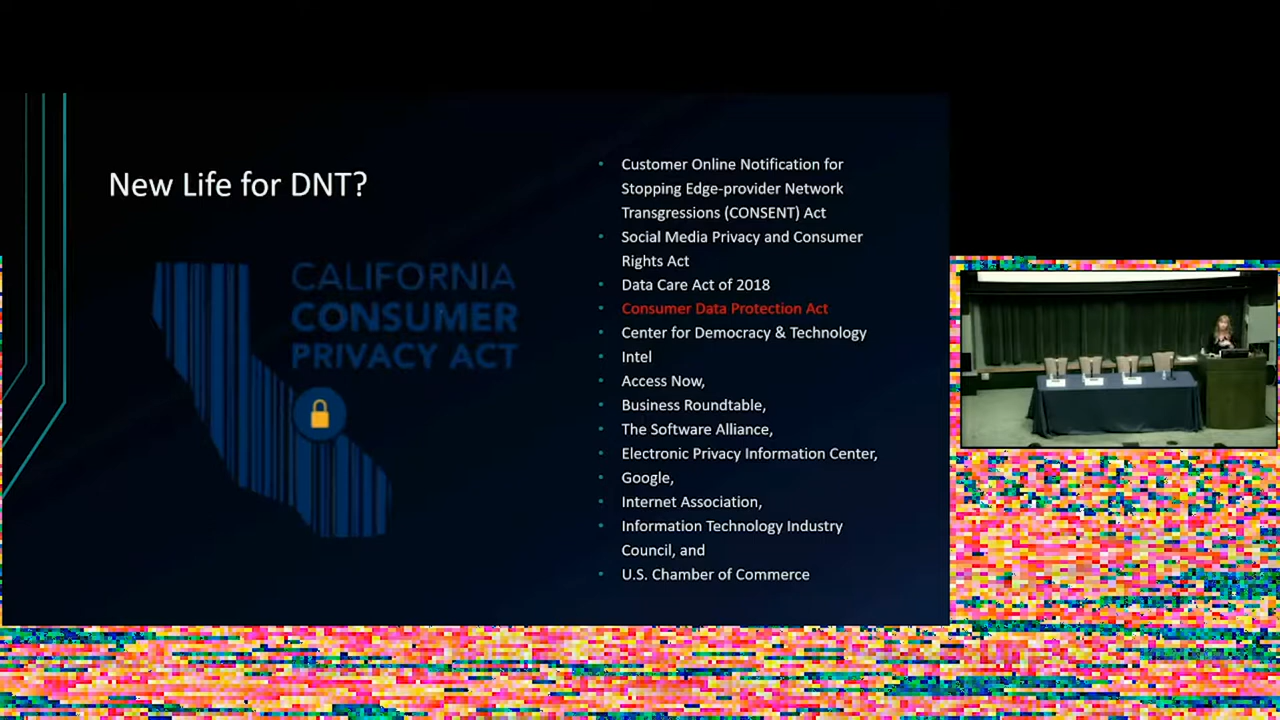 New Life for DNT?
CALIFORNIA
CONSUMER
PRIVACY ACT
• Customer Online Notification for
Stopping Edge-provider Network
Transgressions (CONSENT) Act
• Social Media Privacy and Consumer
Rights Act
• Data Care Act of 2018
• Consumer Data Protection Act
• Center for Democracy & Technology
• Intel
• Access Now,
• Business Roundtable,
• The Software Alliance,
• Electronic Privacy Information Center,
• Google,
• Internet Association,
• Information Technology Industry
Council, and
• U.S. Chamber of Commerce